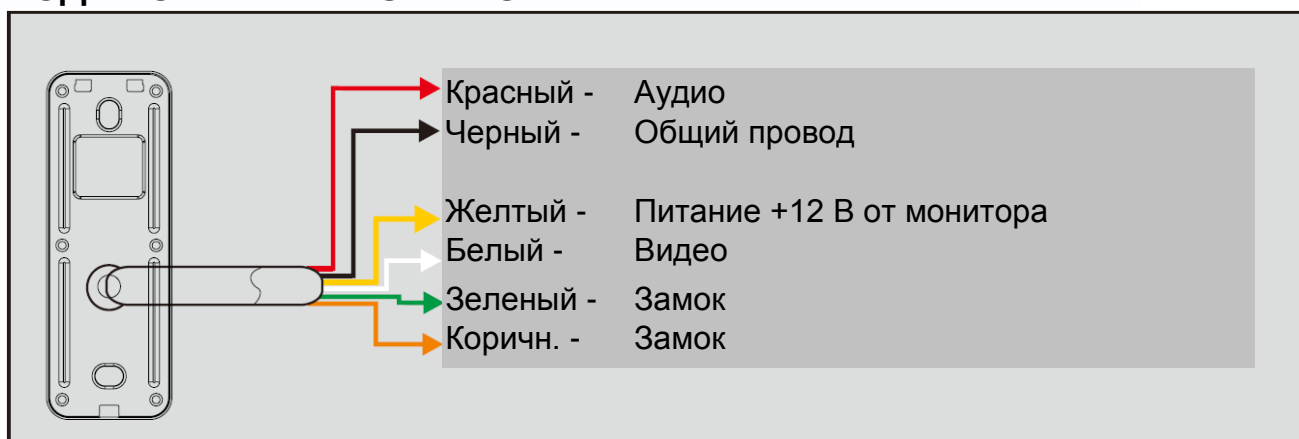 Красный - Аудио
Черный - Общий провод
Желтый - Питание +12 В от монитора
Белый - Видео
Зеленый - Замок
Коричн. - Замок